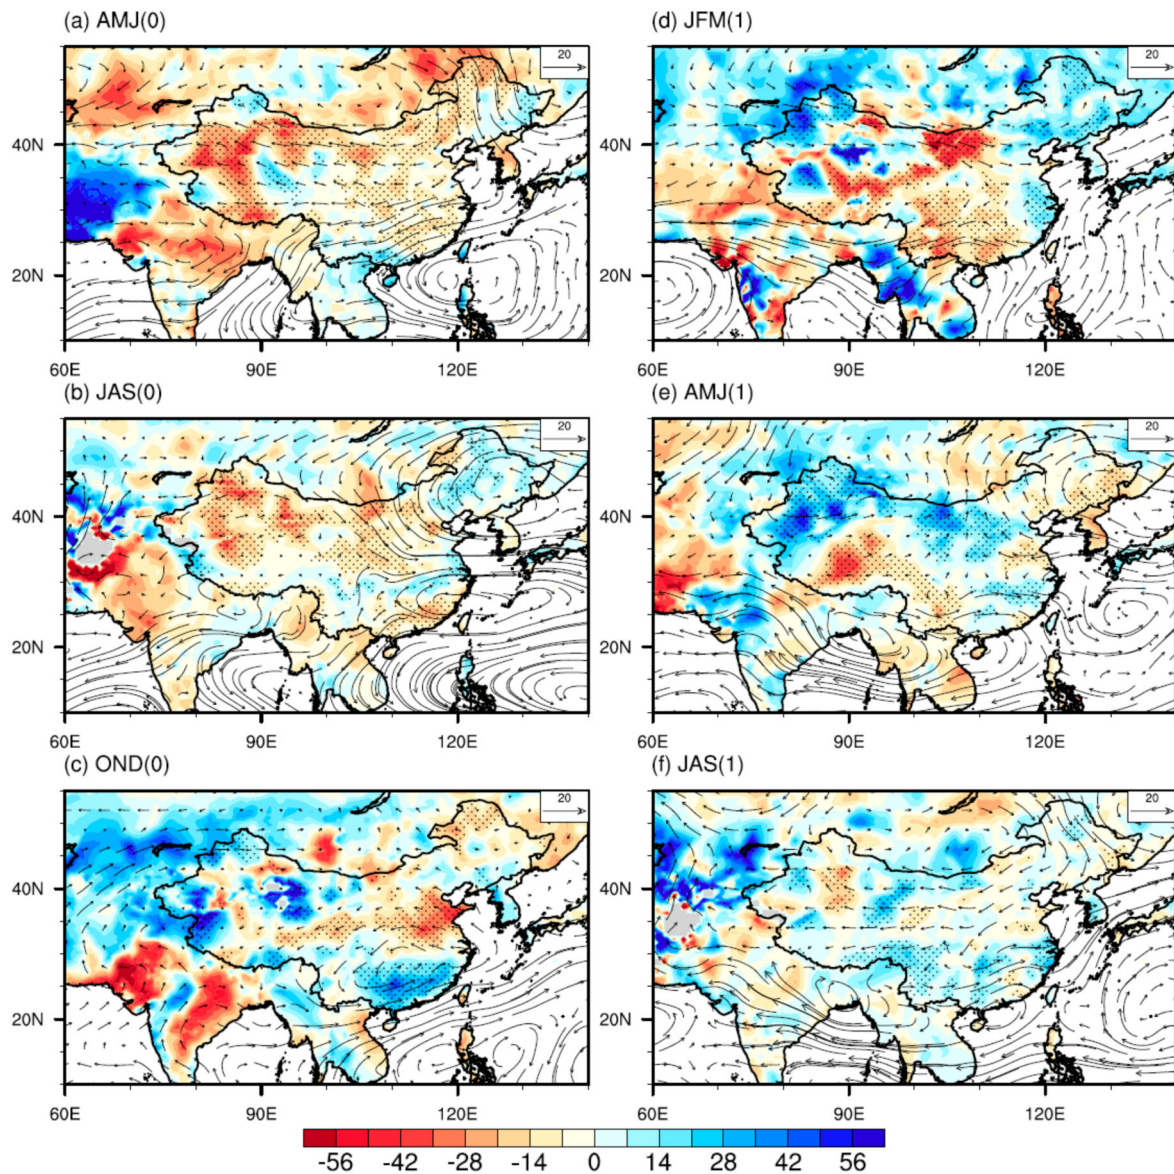 (a) AMJ(0)
20
40N
20N
60E 90E 120E
(b) JAS(0)
20
40N
20N
60E 90E 120E
(c) OND(0)
20
40N
20N
60E 90E 120E
(d) JFM(1)
20
40N
20N
60E 90E 120E
(e) AMJ(1)
20
40N
20N
60E 90E 120E
(f) JAS(1)
20
40N
20N
60E 90E 120E
-56 -42 -28 -14 0 14 28 42 56